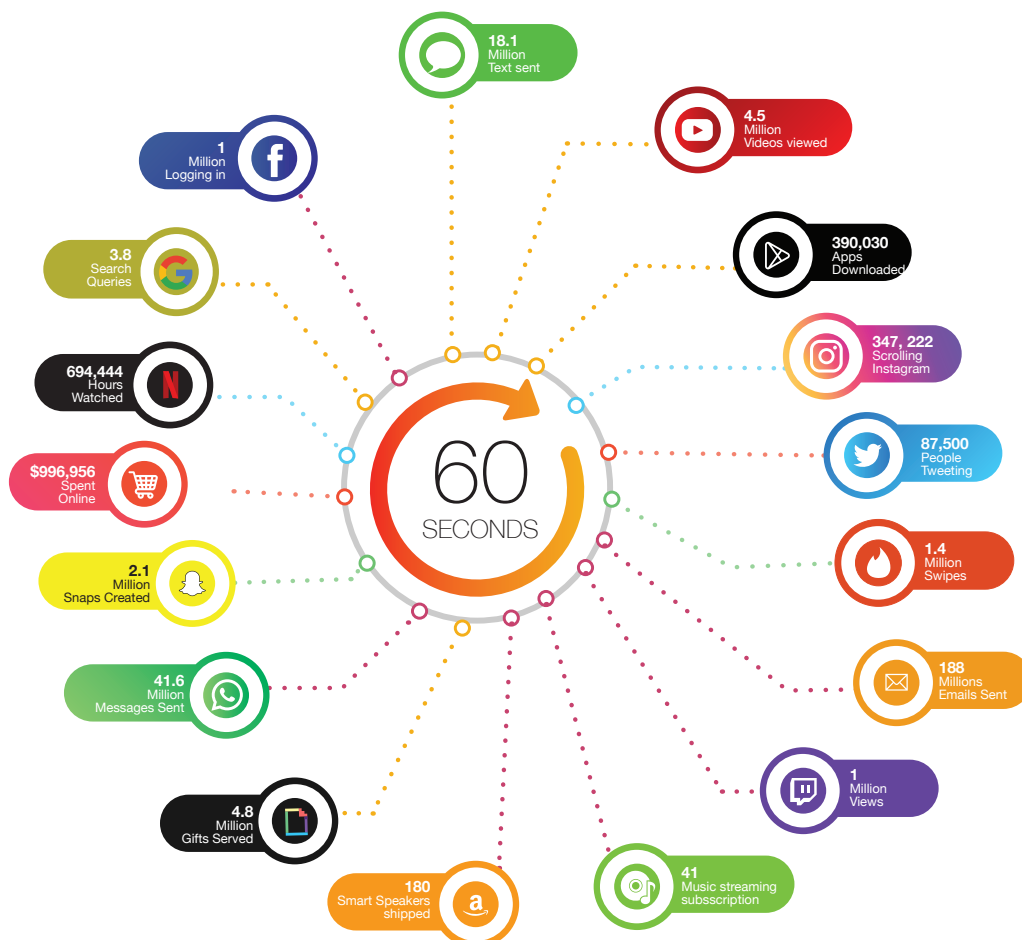 18.1
Million
Text sent
4.5
Million
Videos viewed
1
Million
Logging in
390,030
Apps
Downloaded
3.8
Search
Queries
347, 222
Scrolling
Instagram
694,444
Hours
Watched
87,500
People
Tweeting
60
SECONDS
$996,956
Spent
Online
1.4
Million
Swipes
2.1
Million
Snaps Created
188
Millions
Emails Sent
41.6
Million
Messages Sent
1
Million
Views
4.8
Million
Gifts Served
41
Music streaming
subsscription
180
Smart Speakers
shipped